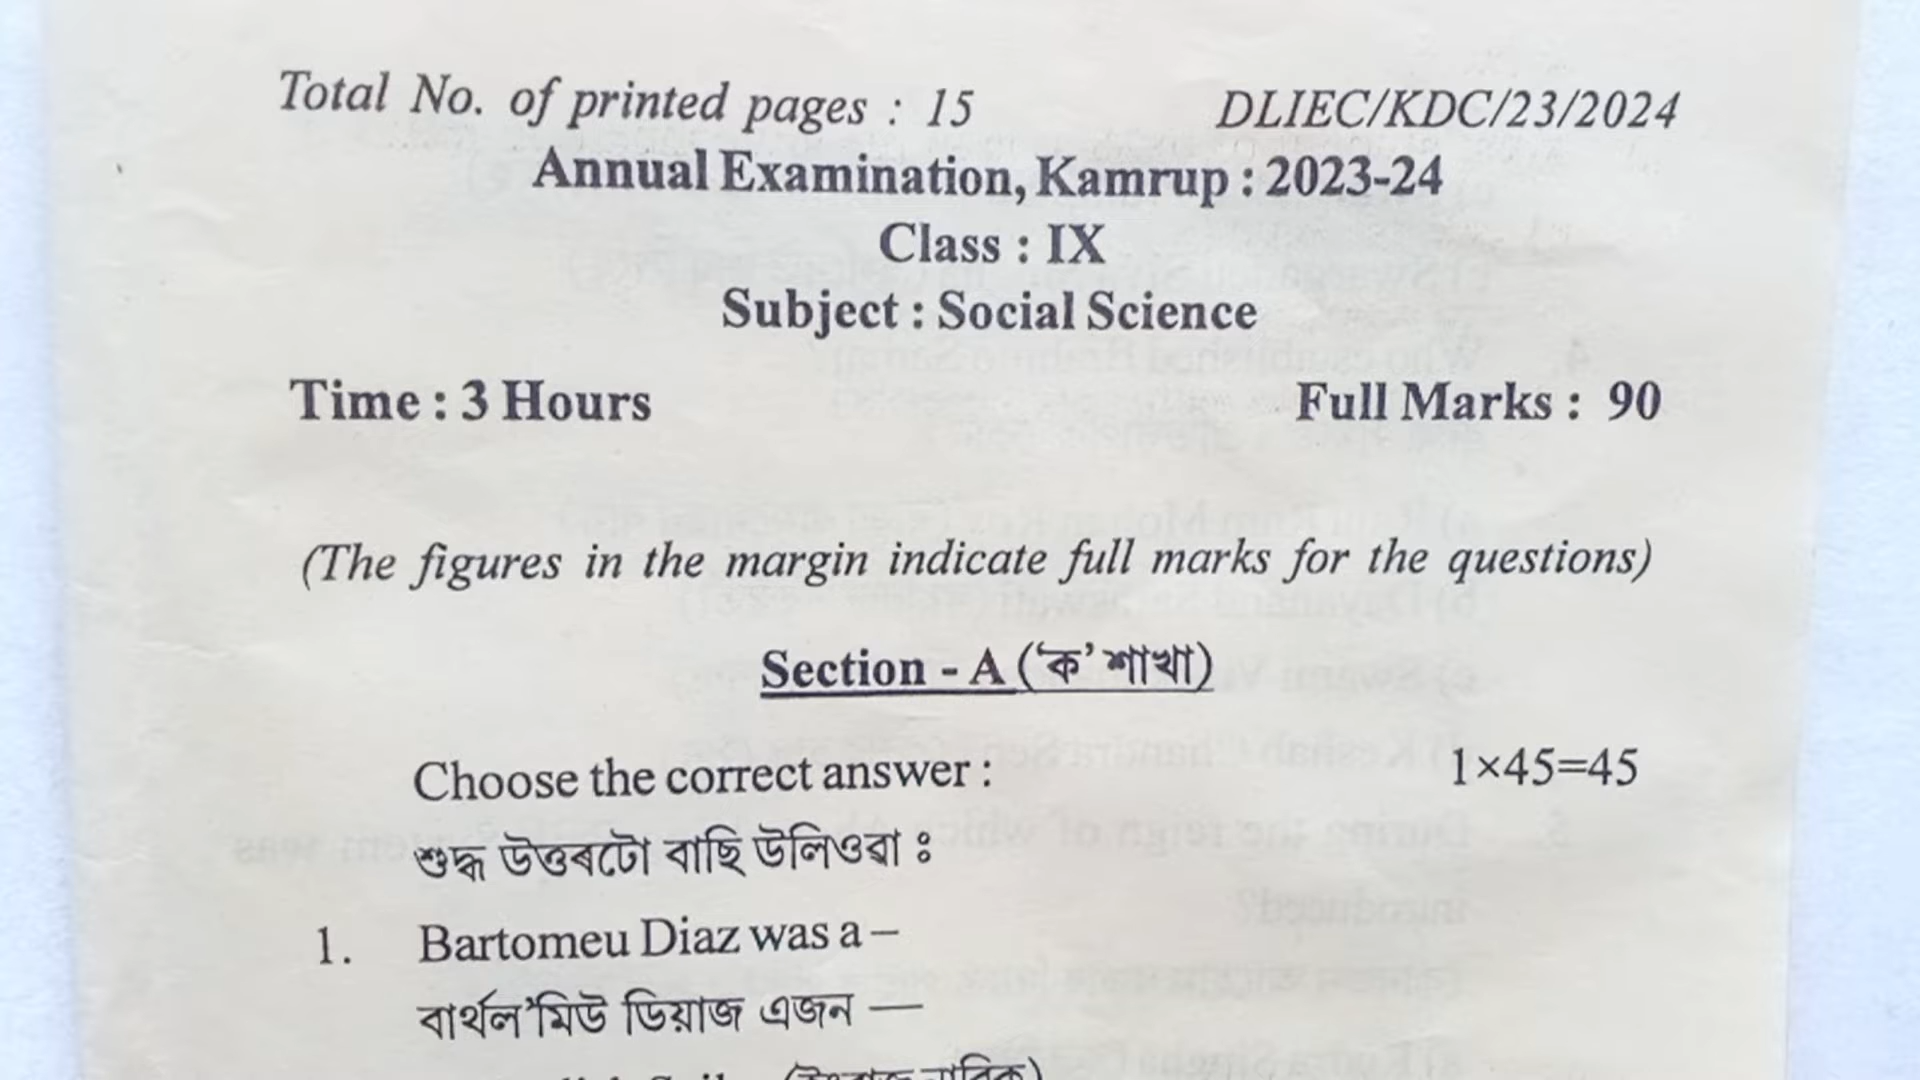 Total No. of printed pages : 15 DLIEC/KDC/23/2024
Annual Examination, Kamrup : 2023-24
Class : IX
Subject : Social Science
Time : 3 Hours Full Marks : 90
(The figures in the margin indicate full marks for the questions)
Section - A (‘ক’ শাখা)
Choose the correct answer : 1×45=45
শুদ্ধ উত্তৰটো বাছি উলিওৱা ঃ
1. Bartomeu Diaz was a –
বাৰ্থল’মিউ ডিয়াজ এজন —